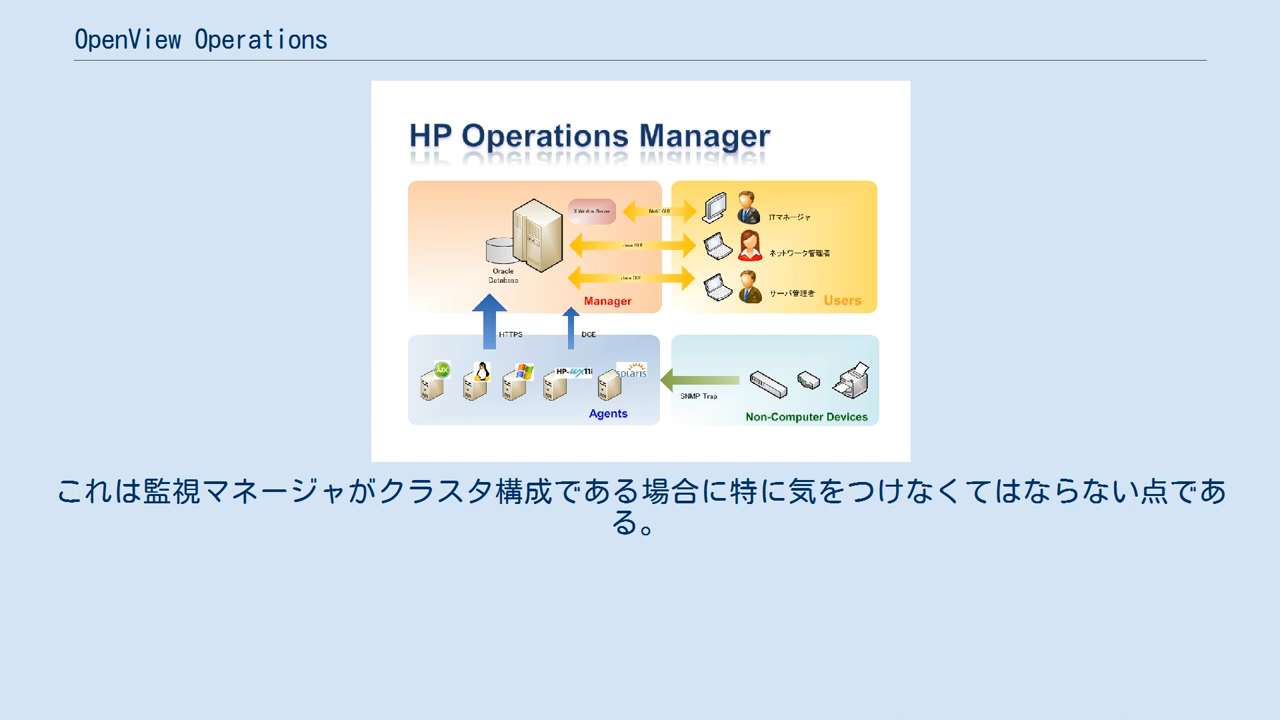 OpenView Operations
HP Operations Manager
ITマネージャ
Oracle
Database
ネットワーク管理者
サーバ管理者
Manager
Users
HTTPS
DCE
AIX
HP-UX 11i
solaris
SNMP Trap
Agents
Non-Computer Devices
これは監視マネージャがクラスタ構成である場合に特に気をつけなくてはならない点であ
る。